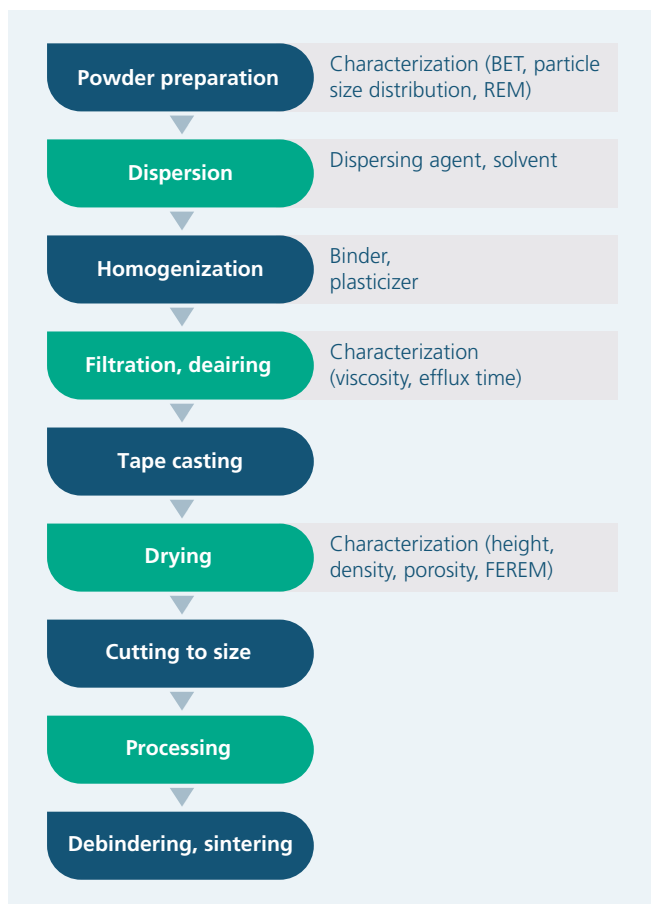 Powder preparation
Characterization (BET, particle
size distribution, REM)
Dispersion
Dispersing agent, solvent
Homogenization
Binder,
plasticizer
Filtration, deairing
Characterization
(viscosity, efflux time)
Tape casting
Drying
Characterization (height,
density, porosity, FEREM)
Cutting to size
Processing
Debindering, sintering